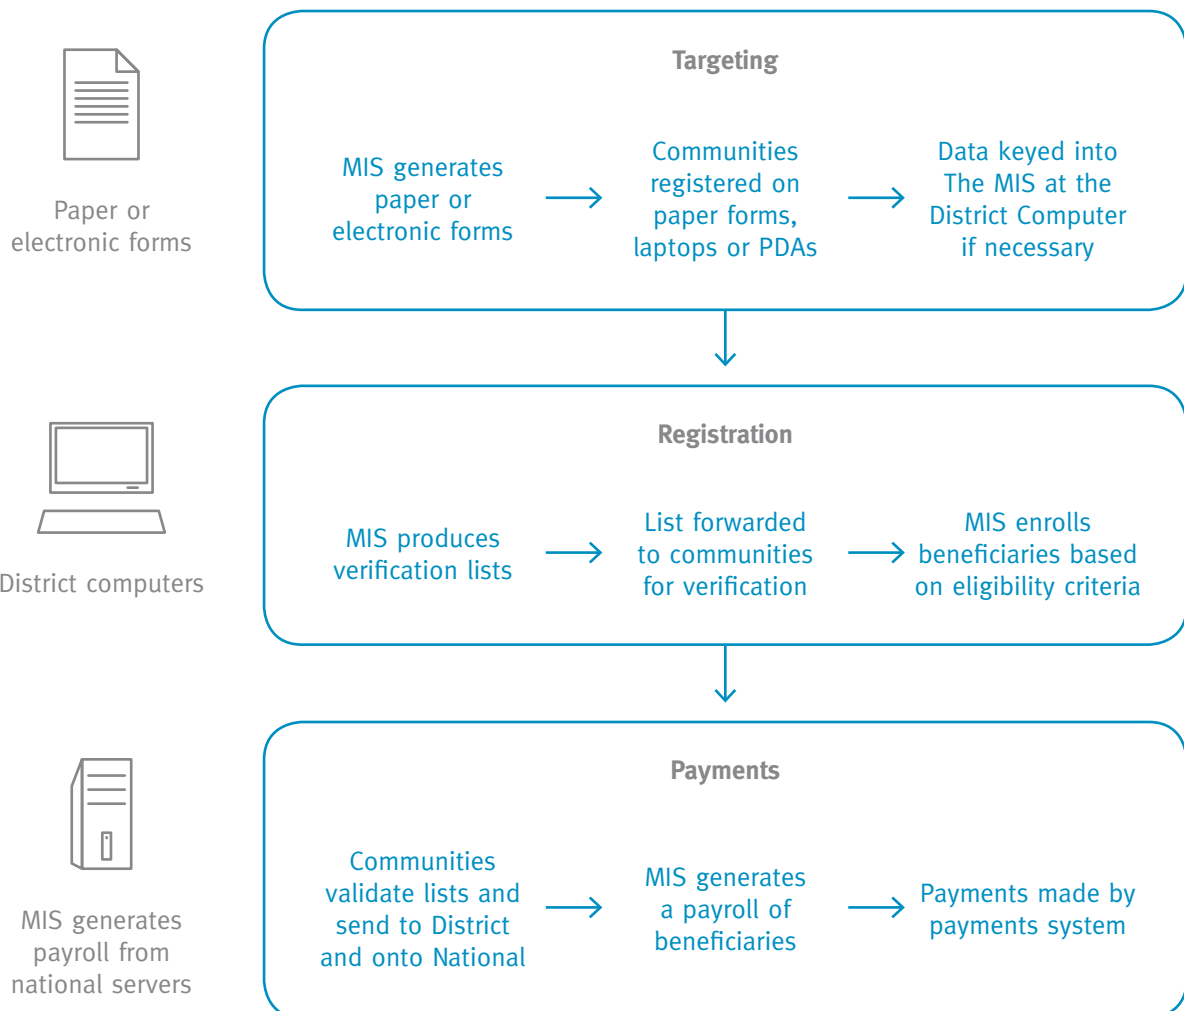 Targeting
Paper or
electronic forms
MIS generates
paper or
electronic forms
Communities
registered on
paper forms,
laptops or PDAs
Data keyed into
The MIS at the
District Computer
if necessary
Registration
District computers
MIS produces
verification lists
List forwarded
to communities
for verification
MIS enrolls
beneficiaries based
on eligibility criteria
Payments
MIS generates
payroll from
national servers
Communities
validate lists and
send to District
and onto National
MIS generates
a payroll of
beneficiaries
Payments made by
payments system